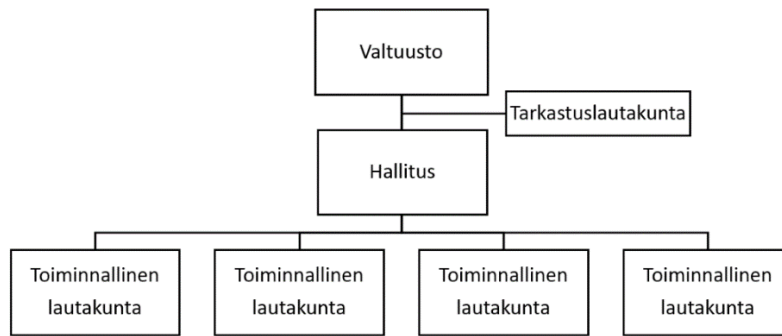 Valtuusto
Tarkastuslautakunta
Hallitus
Toiminnallinen
lautakunta
Toiminnallinen
lautakunta
Toiminnallinen
lautakunta
Toiminnallinen
lautakunta